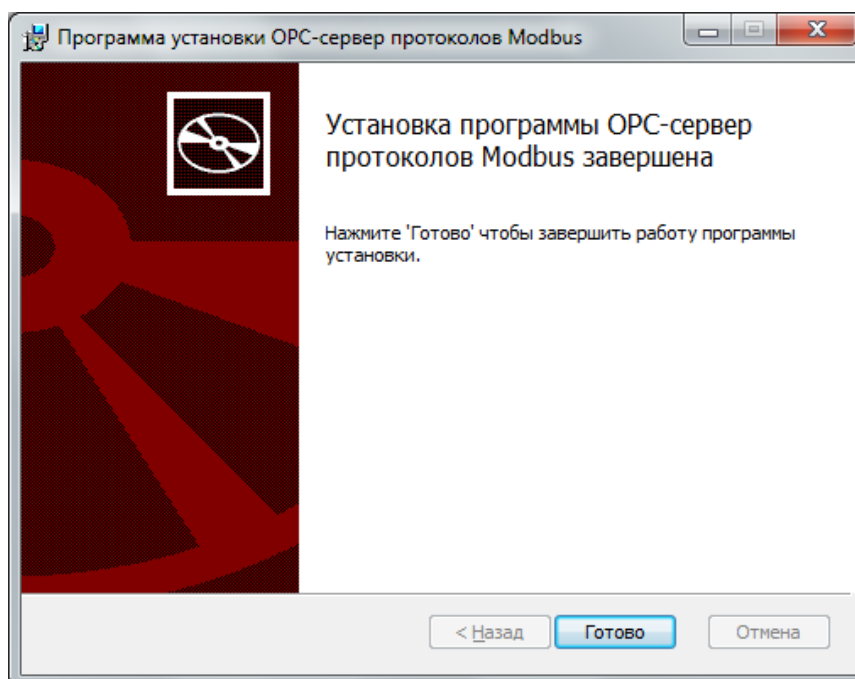 Программа установки OPC-сервер протоколов Modbus
Установка программы OPC-сервер
протоколов Modbus завершена
Нажмите 'Готово' чтобы завершить работу программы
установки.
< Назад
Готово
Отмена